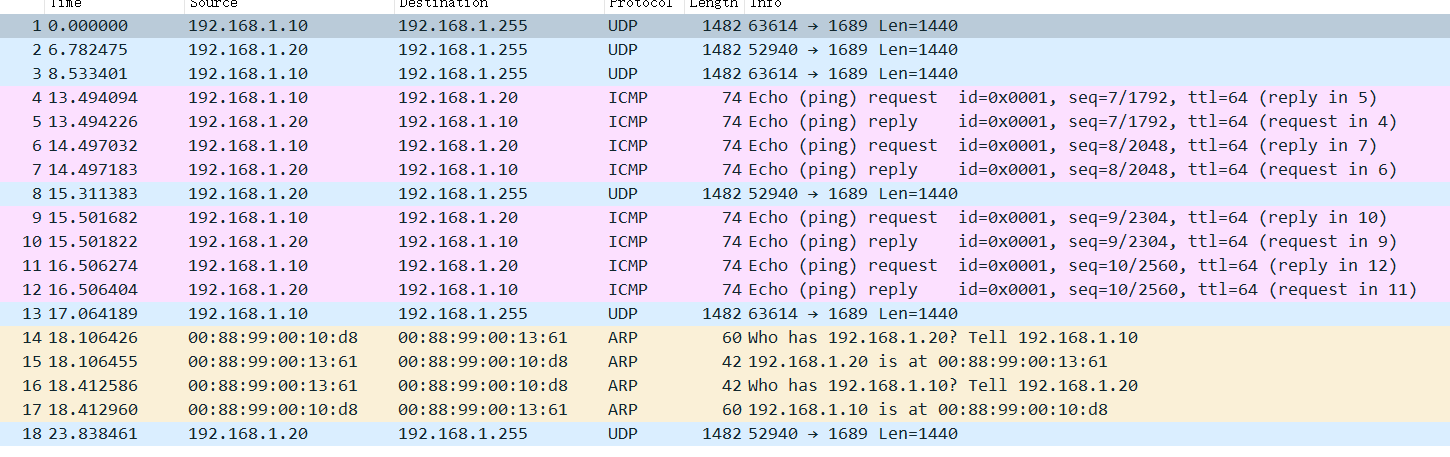 Time Source Destination Protocol Length Info
1 0.000000 192.168.1.10 192.168.1.255 UDP 1482 63614 → 1689 Len=1440
2 6.782475 192.168.1.20 192.168.1.255 UDP 1482 52940 → 1689 Len=1440
3 8.533401 192.168.1.10 192.168.1.255 UDP 1482 63614 → 1689 Len=1440
4 13.494094 192.168.1.10 192.168.1.20 ICMP 74 Echo (ping) request id=0x0001, seq=7/1792, ttl=64 (reply in 5)
5 13.494226 192.168.1.20 192.168.1.10 ICMP 74 Echo (ping) reply id=0x0001, seq=7/1792, ttl=64 (request in 4)
6 14.497032 192.168.1.10 192.168.1.20 ICMP 74 Echo (ping) request id=0x0001, seq=8/2048, ttl=64 (reply in 7)
7 14.497183 192.168.1.20 192.168.1.10 ICMP 74 Echo (ping) reply id=0x0001, seq=8/2048, ttl=64 (request in 6)
8 15.311383 192.168.1.20 192.168.1.255 UDP 1482 52940 → 1689 Len=1440
9 15.501682 192.168.1.10 192.168.1.20 ICMP 74 Echo (ping) request id=0x0001, seq=9/2304, ttl=64 (reply in 10)
10 15.501822 192.168.1.20 192.168.1.10 ICMP 74 Echo (ping) reply id=0x0001, seq=9/2304, ttl=64 (request in 9)
11 16.506274 192.168.1.10 192.168.1.20 ICMP 74 Echo (ping) request id=0x0001, seq=10/2560, ttl=64 (reply in 12)
12 16.506404 192.168.1.20 192.168.1.10 ICMP 74 Echo (ping) reply id=0x0001, seq=10/2560, ttl=64 (request in 11)
13 17.064189 192.168.1.10 192.168.1.255 UDP 1482 63614 → 1689 Len=1440
14 18.106426 00:88:99:00:10:d8 00:88:99:00:13:61 ARP 60 Who has 192.168.1.20? Tell 192.168.1.10
15 18.106455 00:88:99:00:13:61 00:88:99:00:10:d8 ARP 42 192.168.1.20 is at 00:88:99:00:13:61
16 18.412586 00:88:99:00:13:61 00:88:99:00:10:d8 ARP 42 Who has 192.168.1.10? Tell 192.168.1.20
17 18.412960 00:88:99:00:10:d8 00:88:99:00:13:61 ARP 60 192.168.1.10 is at 00:88:99:00:10:d8
18 23.838461 192.168.1.20 192.168.1.255 UDP 1482 52940 → 1689 Len=1440